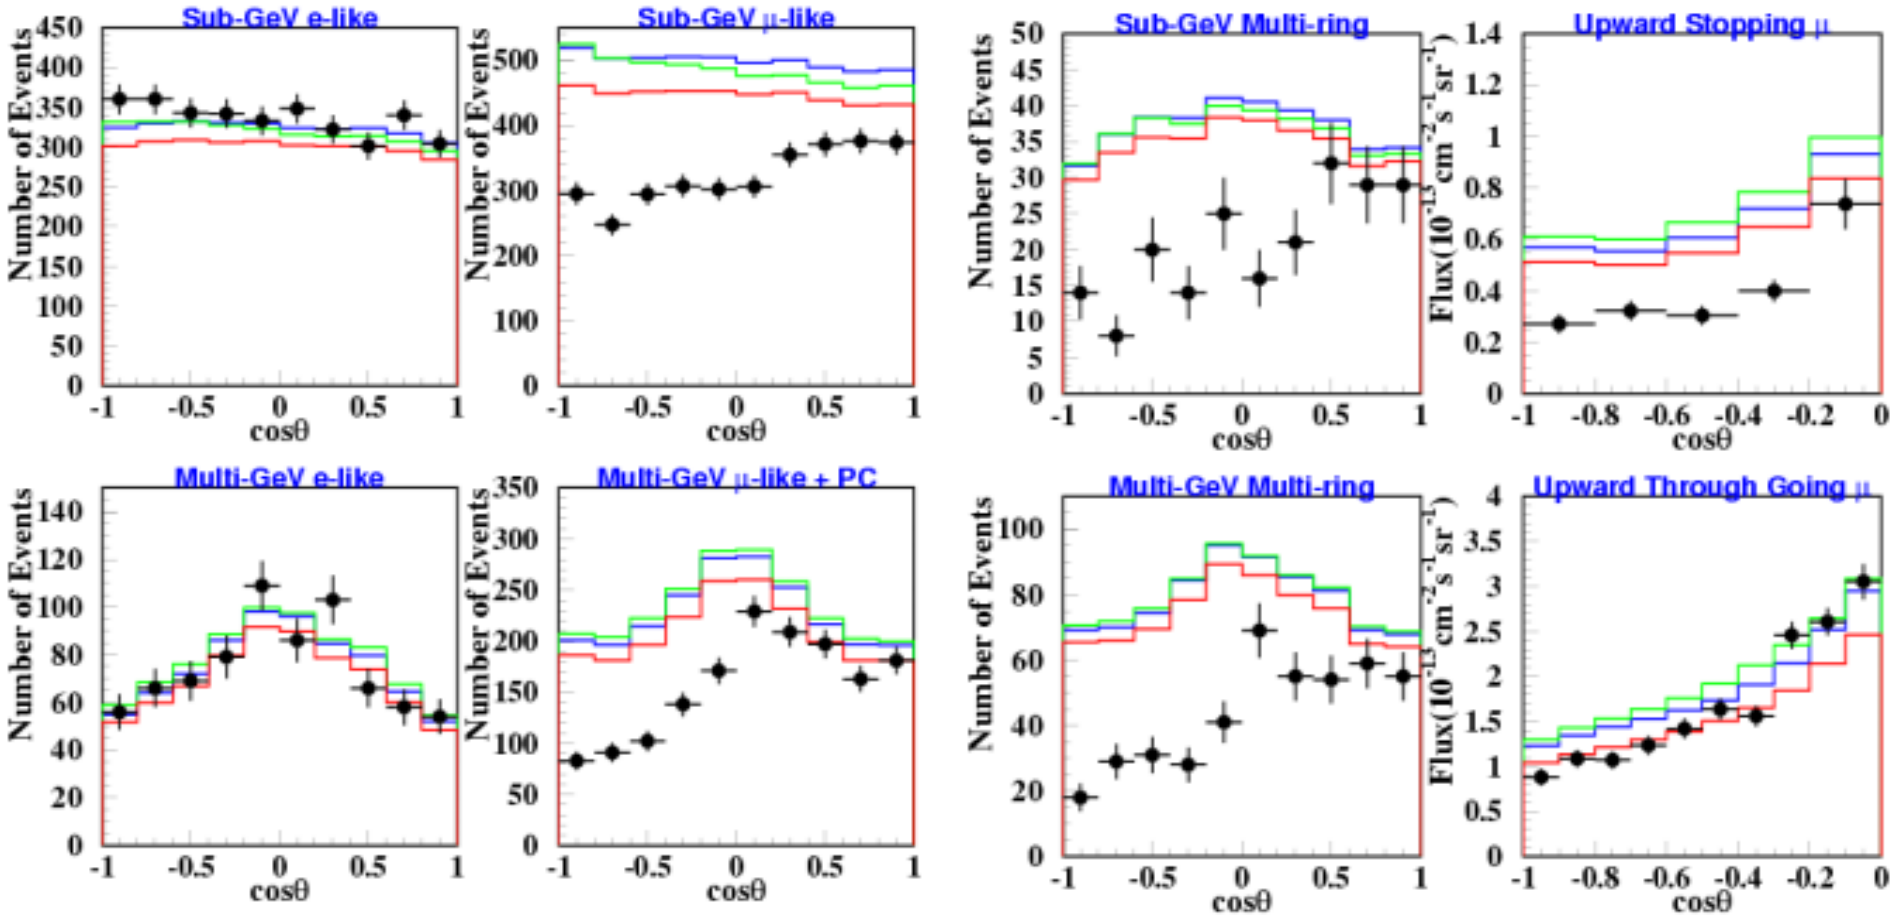 Sub-GeV e-like
Number of Events
450
400
350
300
250
200
150
100
50
0
-1 -0.5 0 0.5 1
cosθ
Sub-GeV μ-like
Number of Events
500
400
300
200
100
0
-1 -0.5 0 0.5 1
cosθ
Sub-GeV Multi-ring
Number of Events
50
45
40
35
30
25
20
15
10
5
0
-1 -0.5 0 0.5 1
cosθ
Upward Stopping μ
Flux(10⁻¹³cm⁻²s⁻¹sr⁻¹)
1.4
1.2
1
0.8
0.6
0.4
0.2
0
-1 -0.8 -0.6 -0.4 -0.2 0
cosθ
Multi-GeV e-like
Number of Events
140
120
100
80
60
40
20
0
-1 -0.5 0 0.5 1
cosθ
Multi-GeV μ-like + PC
Number of Events
350
300
250
200
150
100
50
0
-1 -0.5 0 0.5 1
cosθ
Multi-GeV Multi-ring
Number of Events
100
80
60
40
20
0
-1 -0.5 0 0.5 1
cosθ
Upward Through Going μ
Flux(10⁻¹³cm⁻²s⁻¹sr⁻¹)
4
3.5
3
2.5
2
1.5
1
0.5
0
-1 -0.8 -0.6 -0.4 -0.2 0
cosθ